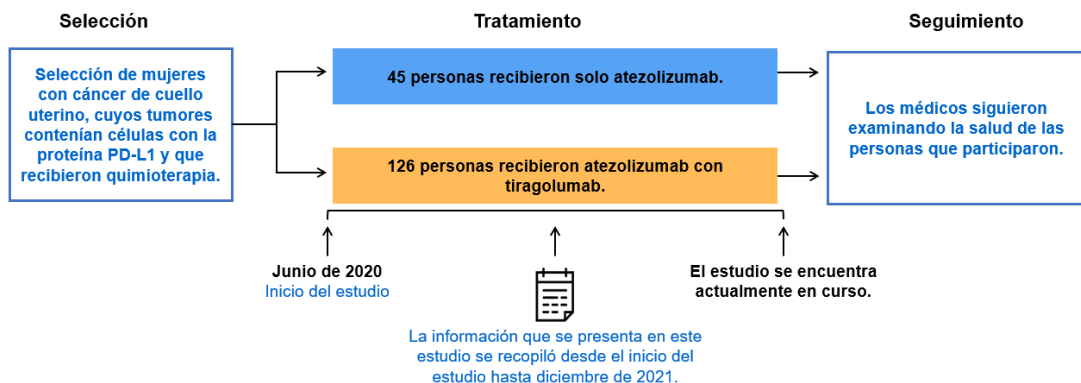 Selección
Tratamiento
Seguimiento
Selección de mujeres
con cáncer de cuello
uterino, cuyos tumores
contenían células con la
proteína PD-L1 y que
recibieron quimioterapia.
45 personas recibieron solo atezolizumab.
126 personas recibieron atezolizumab con
tiragolumab.
Los médicos siguieron
examinando la salud de las
personas que participaron.
Junio de 2020
Inicio del estudio
La información que se presenta en este
estudio se recopiló desde el inicio del
estudio hasta diciembre de 2021.
El estudio se encuentra
actualmente en curso.